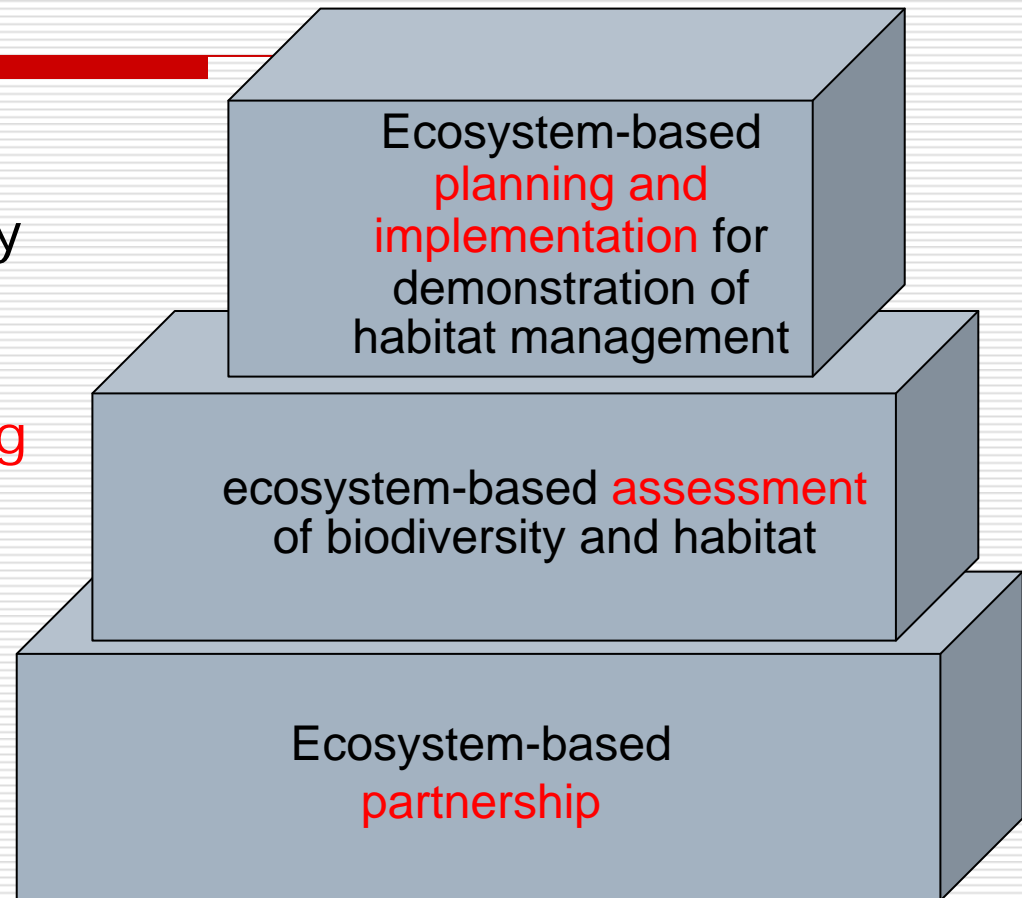 Ecosystem-based
planning and
implementation for
demonstration of
habitat management
ecosystem-based assessment
of biodiversity and habitat
Ecosystem-based
partnership